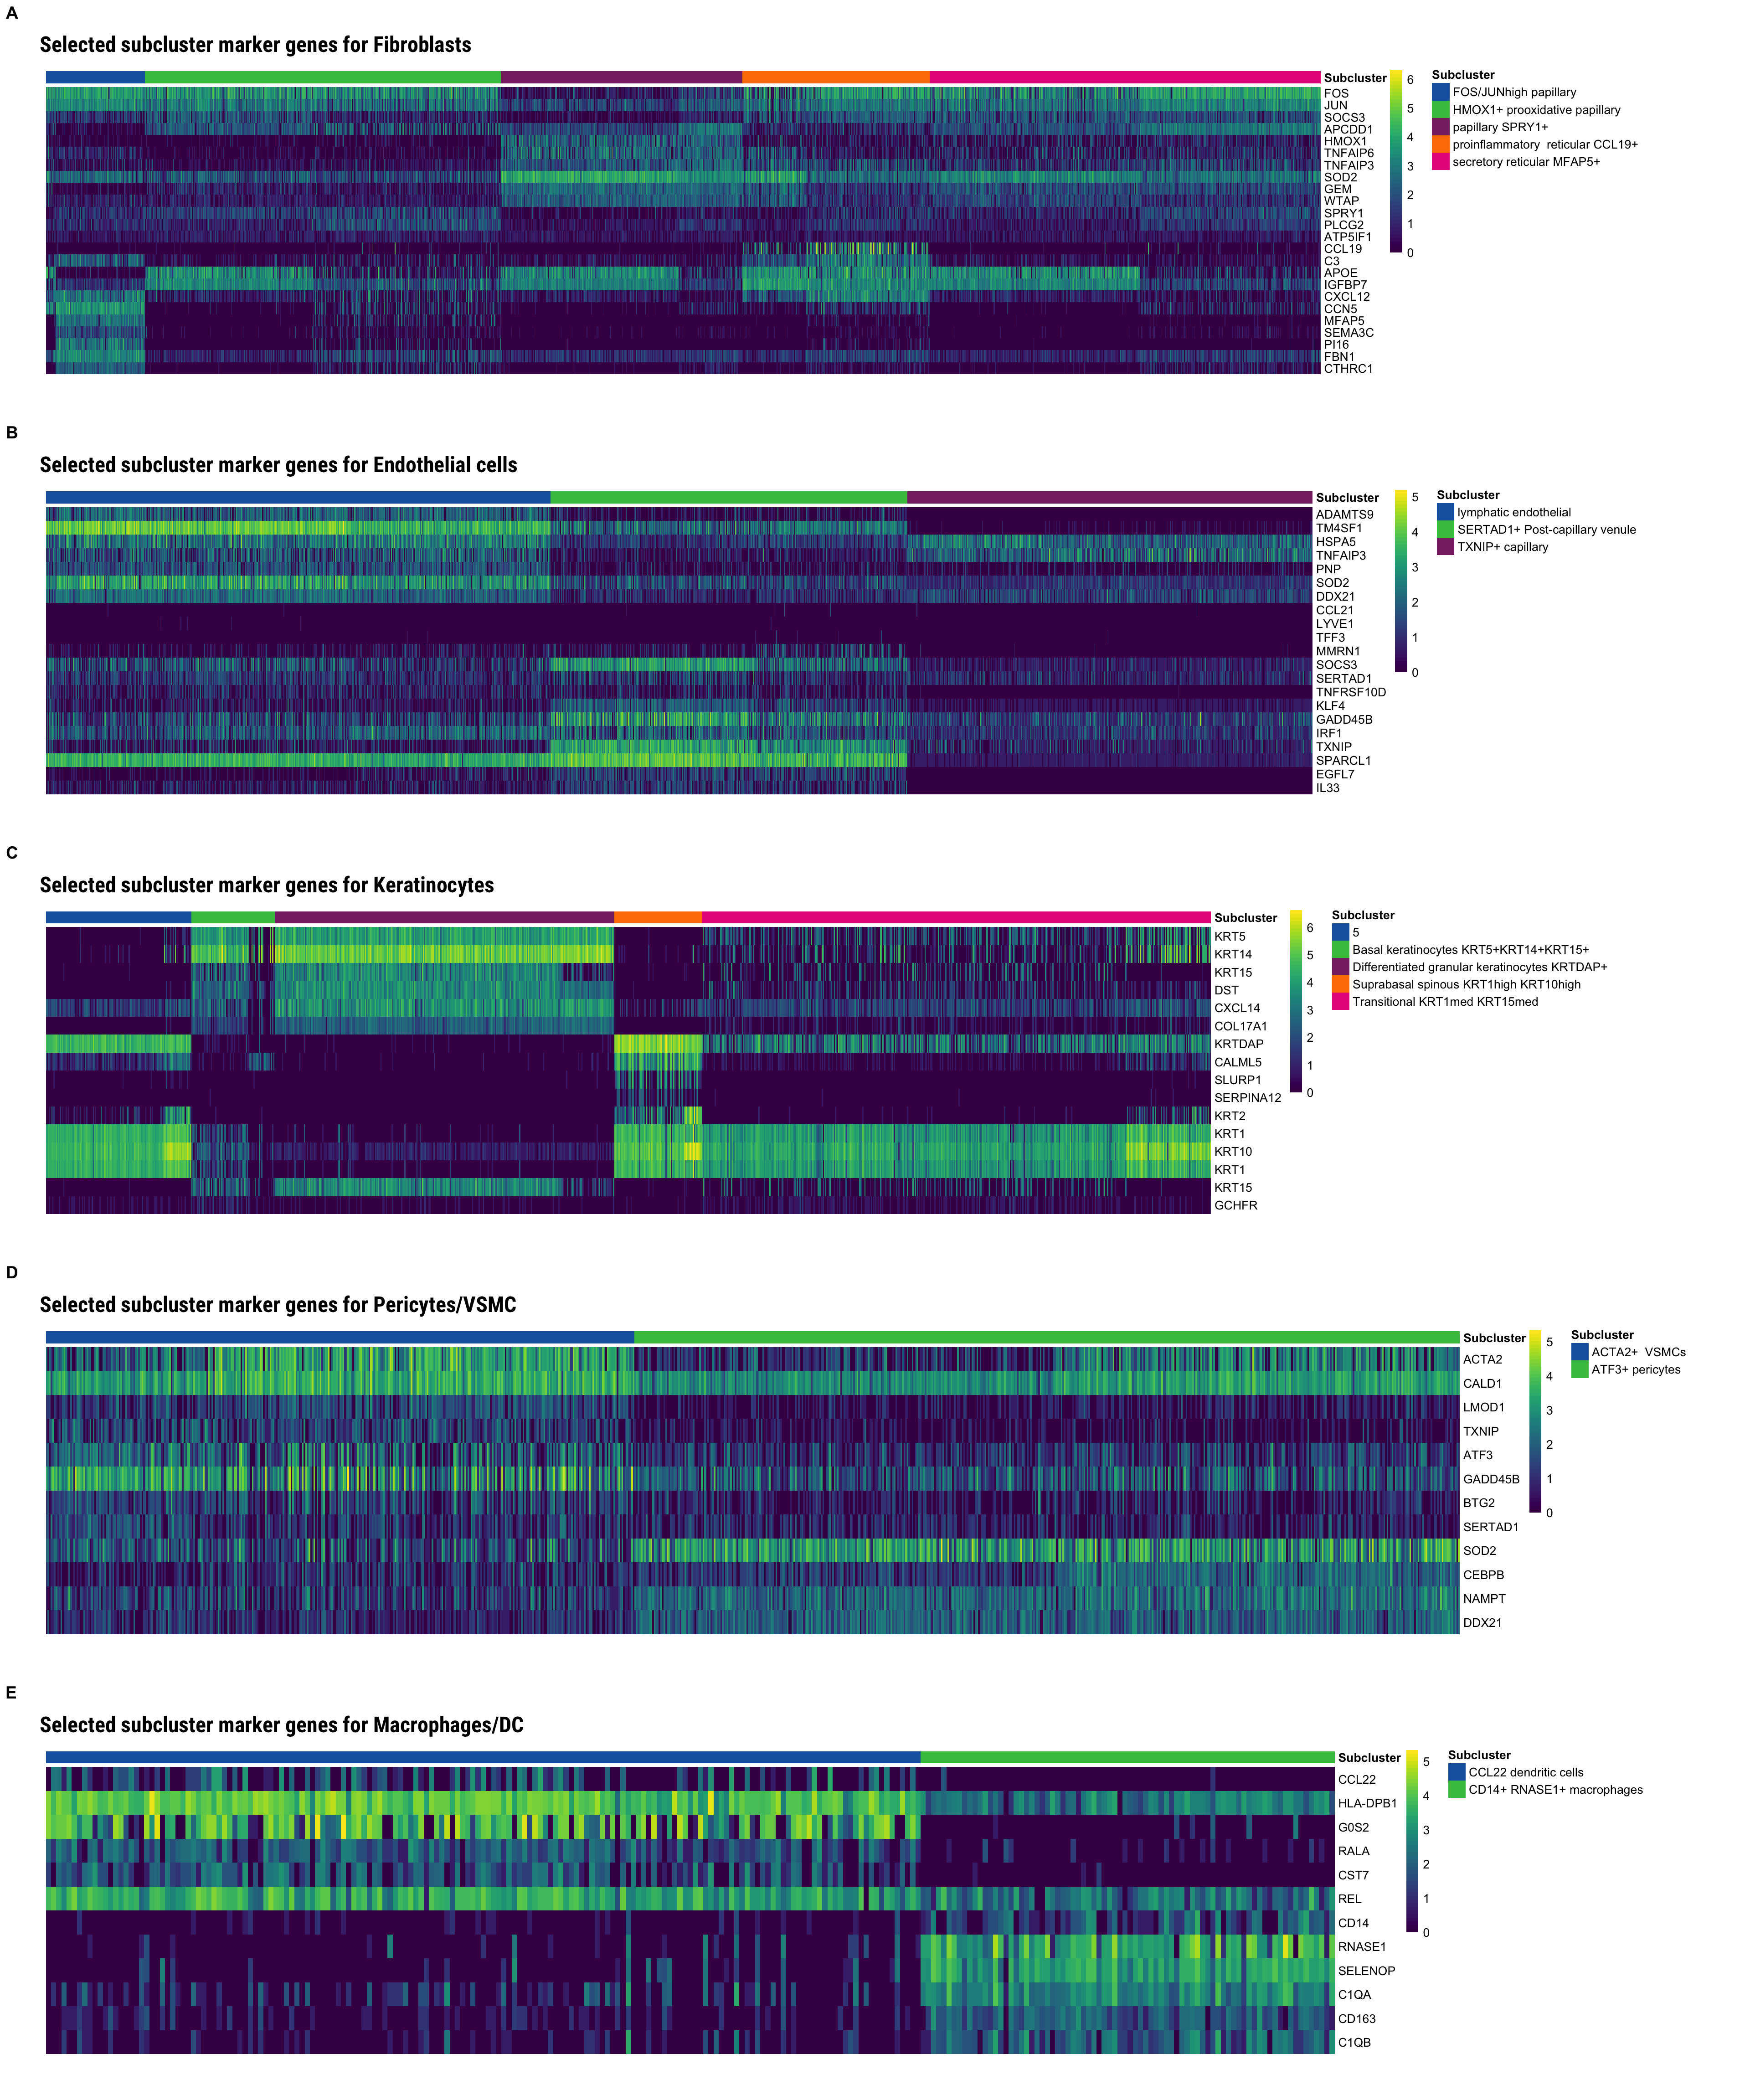 A
Selected subcluster marker genes for Fibroblasts
Subcluster
FOS
JUN
SOCS3
APCDD1
HMOX1
TNFAIP6
TNFAIP3
SOD2
GEM
WTAP
SPRY1
PLCG2
ATP5IF1
CCL19
C3
APOE
IGFBP7
CXCL12
CCN5
MFAP5
SEMA3C
PI16
FBN1
CTHRC1
6
5
4
3
2
1
0
Subcluster
FOS/JUNhigh papillary
HMOX1+ prooxidative papillary
papillary SPRY1+
proinflammatory  reticular CCL19+
secretory reticular MFAP5+
B
Selected subcluster marker genes for Endothelial cells
Subcluster
ADAMTS9
TM4SF1
HSPA5
TNFAIP3
PNP
SOD2
DDX21
CCL21
LYVE1
TFF3
MMRN1
SOCS3
SERTAD1
TNFRSF10D
KLF4
GADD45B
IRF1
TXNIP
SPARCL1
EGFL7
IL33
5
4
3
2
1
0
Subcluster
lymphatic endothelial
SERTAD1+ Post-capillary venule
TXNIP+ capillary
C
Selected subcluster marker genes for Keratinocytes
Subcluster
KRT5
KRT14
KRT15
DST
CXCL14
COL17A1
KRTDAP
CALML5
SLURP1
SERPINA12
KRT2
KRT1
KRT10
KRT1
KRT15
GCHFR
6
5
4
3
2
1
0
Subcluster
5
Basal keratinocytes KRT5+KRT14+KRT15+
Differentiated granular keratinocytes KRTDAP+
Suprabasal spinous KRT1high KRT10high
Transitional KRT1med KRT15med
D
Selected subcluster marker genes for Pericytes/VSMC
Subcluster
ACTA2
CALD1
LMOD1
TXNIP
ATF3
GADD45B
BTG2
SERTAD1
SOD2
CEBPB
NAMPT
DDX21
5
4
3
2
1
0
Subcluster
ACTA2+  VSMCs
ATF3+ pericytes
E
Selected subcluster marker genes for Macrophages/DC
Subcluster
CCL22
HLA-DPB1
G0S2
RALA
CST7
REL
CD14
RNASE1
SELENOP
C1QA
CD163
C1QB
5
4
3
2
1
0
Subcluster
CCL22 dendritic cells
CD14+ RNASE1+ macrophages